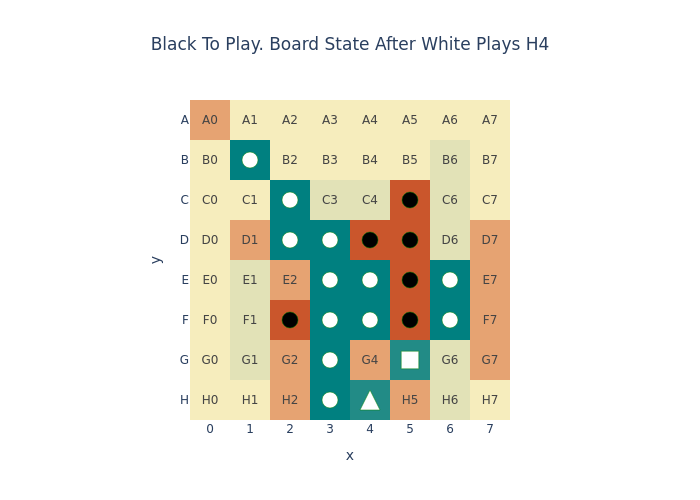 Black To Play. Board State After White Plays H4
A A0 A1 A2 A3 A4 A5 A6 A7
B B0 B2 B3 B4 B5 B6 B7
C C0 C1 C3 C4 C6 C7
D D0 D1 D6 D7
y
E E0 E1 E2 E7
F F0 F1 F7
G G0 G1 G2 G4 G6 G7
H H0 H1 H2 H5 H6 H7
0 1 2 3 4 5 6 7
x